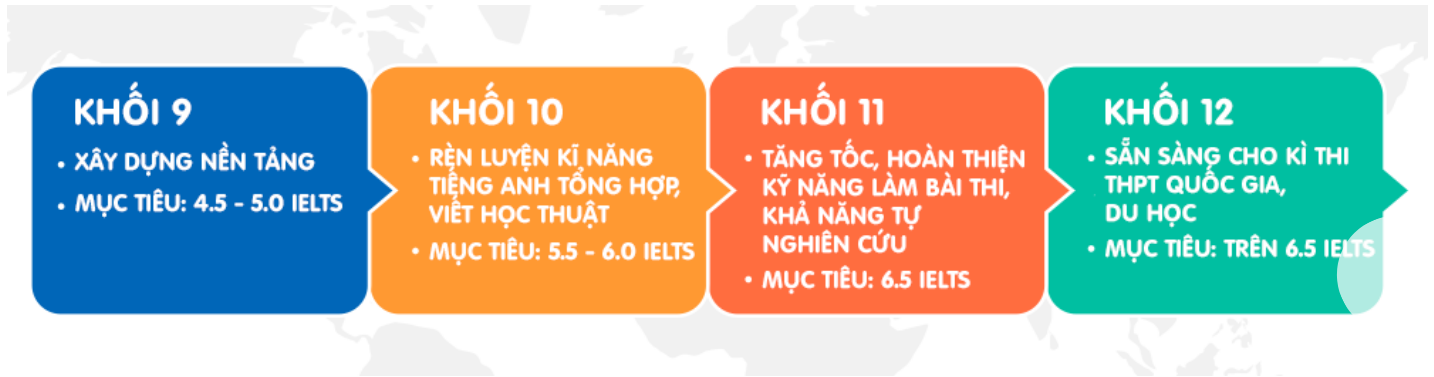 KHỐI 9
• XÂY DỰNG NỀN TẢNG
• MỤC TIÊU: 4.5 - 5.0 IELTS
KHỐI 10
• RÈN LUYỆN KĨ NĂNG
TIẾNG ANH TỔNG HỢP,
VIẾT HỌC THUẬT
• MỤC TIÊU: 5.5 - 6.0 IELTS
KHỐI 11
• TĂNG TỐC, HOÀN THIỆN
KỸ NĂNG LÀM BÀI THI,
KHẢ NĂNG TỰ
NGHIÊN CỨU
• MỤC TIÊU: 6.5 IELTS
KHỐI 12
• SẴN SÀNG CHO KÌ THI
THPT QUỐC GIA,
DU HỌC
• MỤC TIÊU: TRÊN 6.5 IELTS